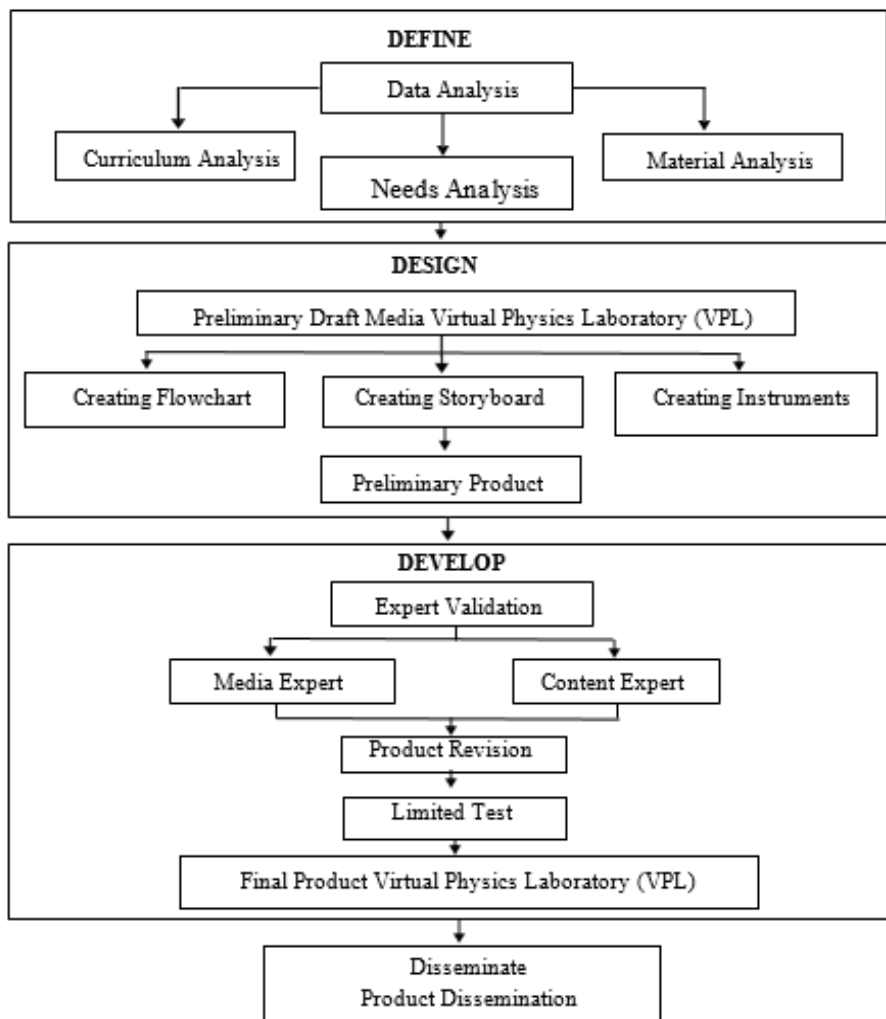 DEFINE
Data Analysis
Curriculum Analysis
Needs Analysis
Material Analysis
DESIGN
Preliminary Draft Media Virtual Physics Laboratory (VPL)
Creating Flowchart
Creating Storyboard
Creating Instruments
Preliminary Product
DEVELOP
Expert Validation
Media Expert
Content Expert
Product Revision
Limited Test
Final Product Virtual Physics Laboratory (VPL)
Disseminate
Product Dissemination